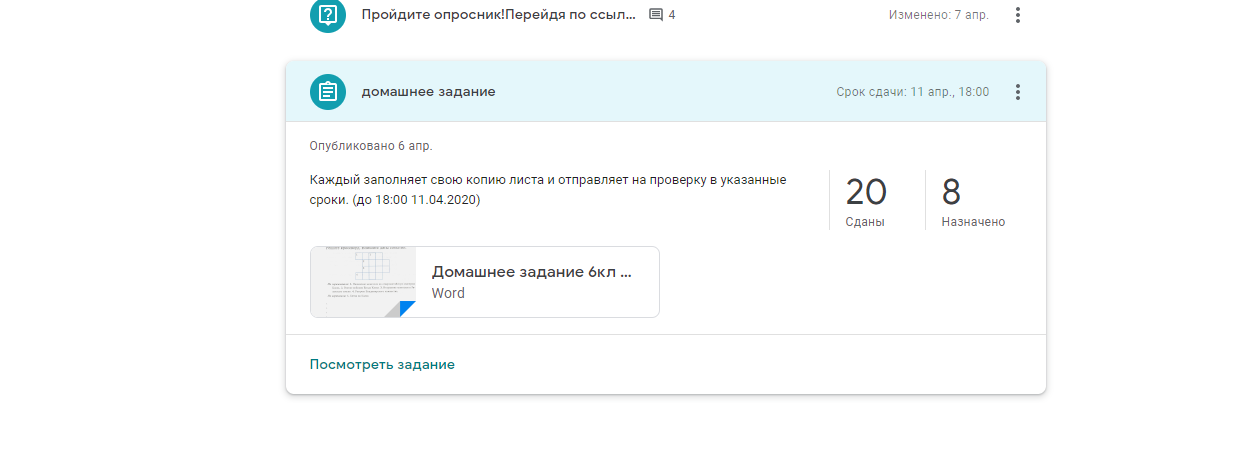 Пройдите опросник!Перейдя по ссыл... 4 Изменено: 7 апр.
домашнее задание Срок сдачи: 11 апр., 18:00
Опубликовано 6 апр.
Каждый заполняет свою копию листа и отправляет на проверку в указанные
сроки. (до 18:00 11.04.2020)
20 8
Сданы Назначено
Домашнее задание 6кл ...
Word
Посмотреть задание